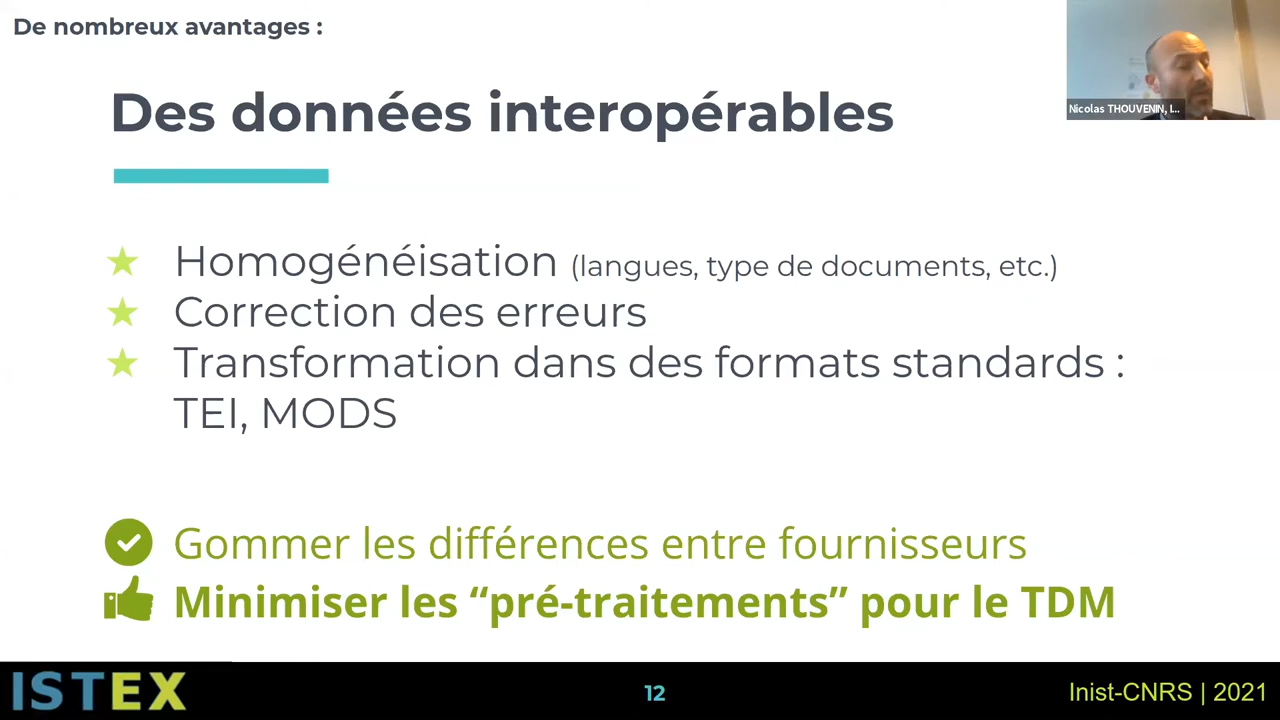 De nombreux avantages :
Des données interopérables
Nicolas THOUVENIN, I...
Homogénéisation (langues, type de documents, etc.)
Correction des erreurs
Transformation dans des formats standards :
TEI, MODS
Gommer les différences entre fournisseurs
Minimiser les “pré-traitements” pour le TDM
ISTEX
12
Inist-CNRS | 2021